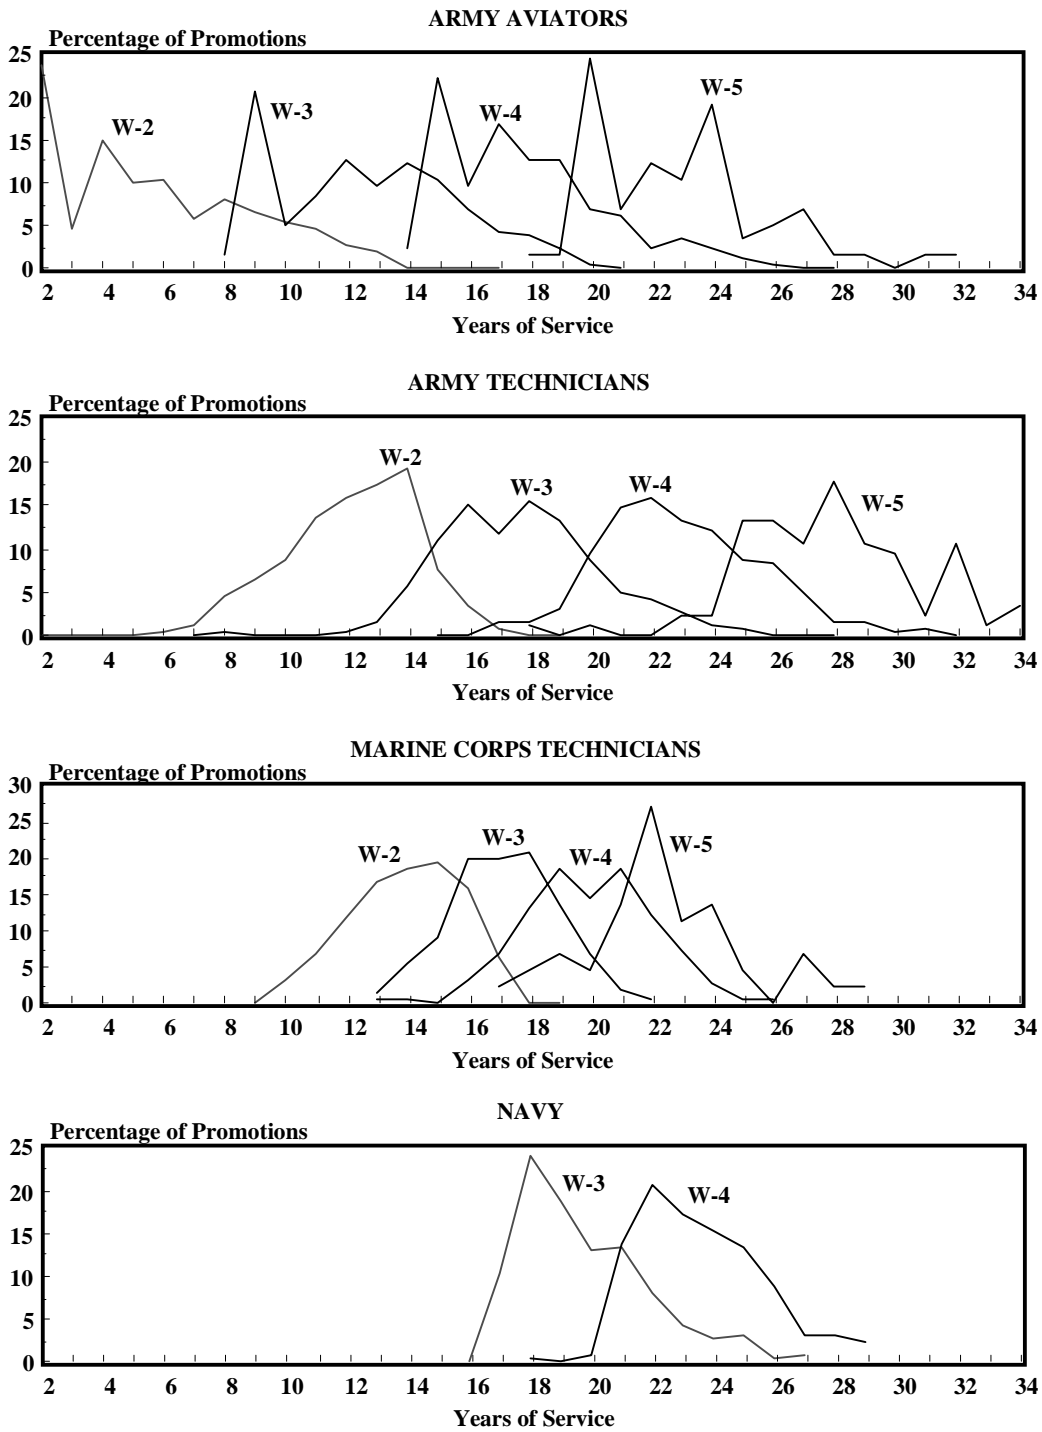 ARMY AVIATORS
Percentage of Promotions
25
20
15
10
5
0
W-2
W-3
W-4
W-5
2 4 6 8 10 12 14 16 18 20 22 24 26 28 30 32 34
Years of Service
ARMY TECHNICIANS
Percentage of Promotions
25
20
15
10
5
0
W-2
W-3
W-4
W-5
2 4 6 8 10 12 14 16 18 20 22 24 26 28 30 32 34
Years of Service
MARINE CORPS TECHNICIANS
Percentage of Promotions
30
25
20
15
10
5
0
W-2
W-3
W-4
W-5
2 4 6 8 10 12 14 16 18 20 22 24 26 28 30 32 34
Years of Service
NAVY
Percentage of Promotions
25
20
15
10
5
0
W-3
W-4
2 4 6 8 10 12 14 16 18 20 22 24 26 28 30 32 34
Years of Service